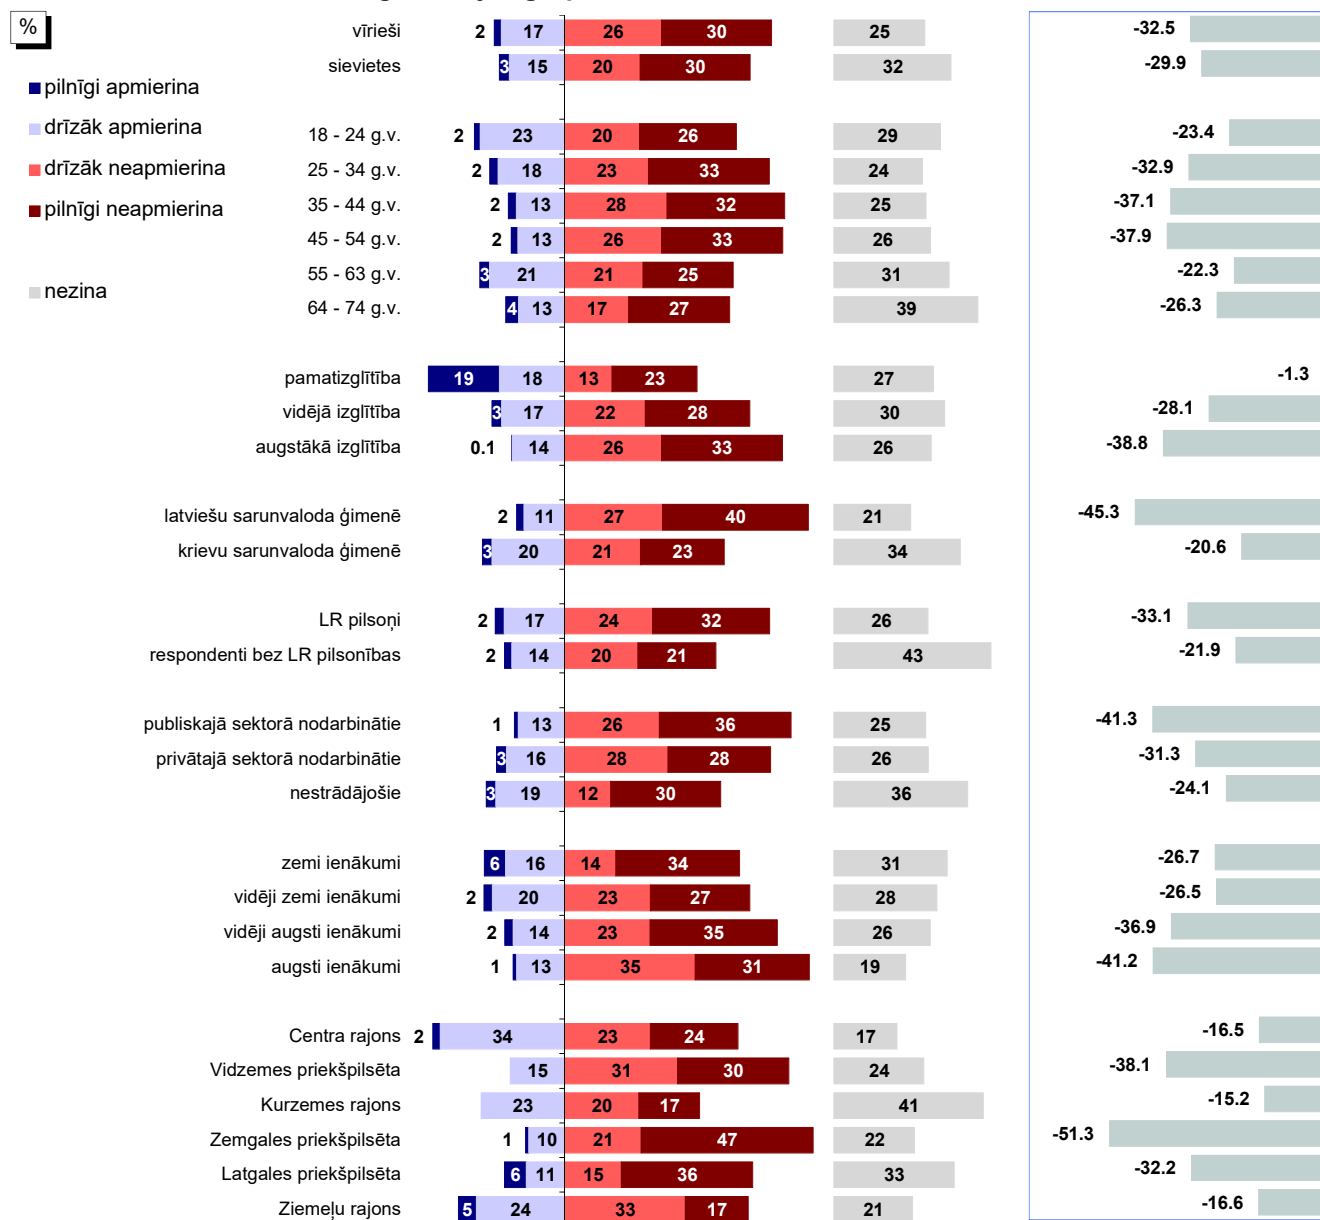 %
pilnīgi apmierina
drīzāk apmierina
drīzāk neapmierina
pilnīgi neapmierina
nezina
vīrieši 2 17 26 30 25 -32.5
sievietes 3 15 20 30 32 -29.9
18 - 24 g.v. 2 23 20 26 29 -23.4
25 - 34 g.v. 2 18 23 33 24 -32.9
35 - 44 g.v. 2 13 28 32 25 -37.1
45 - 54 g.v. 2 13 26 33 26 -37.9
55 - 63 g.v. 3 21 21 25 31 -22.3
64 - 74 g.v. 4 13 17 27 39 -26.3
pamatizglītība 19 18 13 23 27 -1.3
vidējā izglītība 3 17 22 28 30 -28.1
augstākā izglītība 0.1 14 26 33 26 -38.8
latviešu sarunvaloda ģimenē 2 11 27 40 21 -45.3
krievu sarunvaloda ģimenē 3 20 21 23 34 -20.6
LR pilsoņi 2 17 24 32 26 -33.1
respondenti bez LR pilsonības 2 14 20 21 43 -21.9
publiskajā sektorā nodarbinātie 1 13 26 36 25 -41.3
privātajā sektorā nodarbinātie 3 16 28 28 26 -31.3
nestrādājošie 3 19 12 30 36 -24.1
zemi ienākumi 6 16 14 34 31 -26.7
vidēji zemi ienākumi 2 20 23 27 28 -26.5
vidēji augsti ienākumi 2 14 23 35 26 -36.9
augsti ienākumi 1 13 35 31 19 -41.2
Centra rajons 2 34 23 24 17 -16.5
Vidzemes priekšpilsēta 15 31 30 24 -38.1
Kurzemes rajons 23 20 17 41 -15.2
Zemgales priekšpilsēta 1 10 21 47 22 -51.3
Latgales priekšpilsēta 6 11 15 36 33 -32.2
Ziemeļu rajons 5 24 33 17 21 -16.6